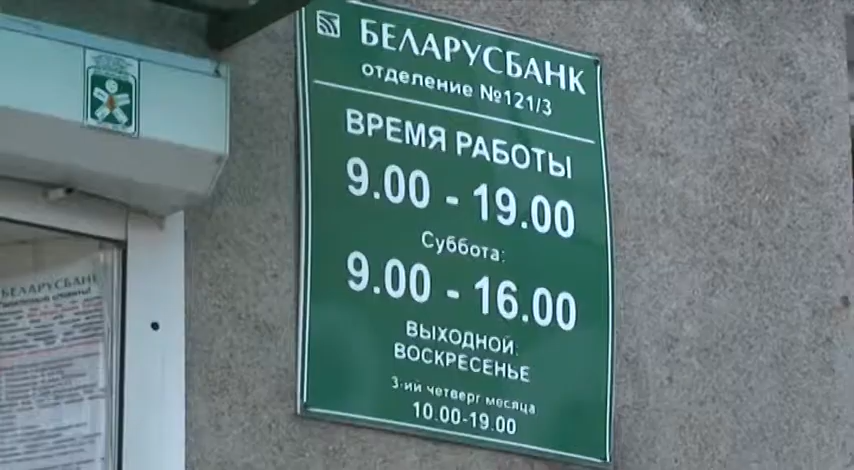 БЕЛАРУСБАНК
отделение №121/3
ВРЕМЯ РАБОТЫ
9.00 - 19.00
Суббота:
9.00 - 16.00
ВЫХОДНОЙ:
ВОСКРЕСЕНЬЕ
3-ий четверг месяца
10.00-19.00
БЕЛАРУСБАНК